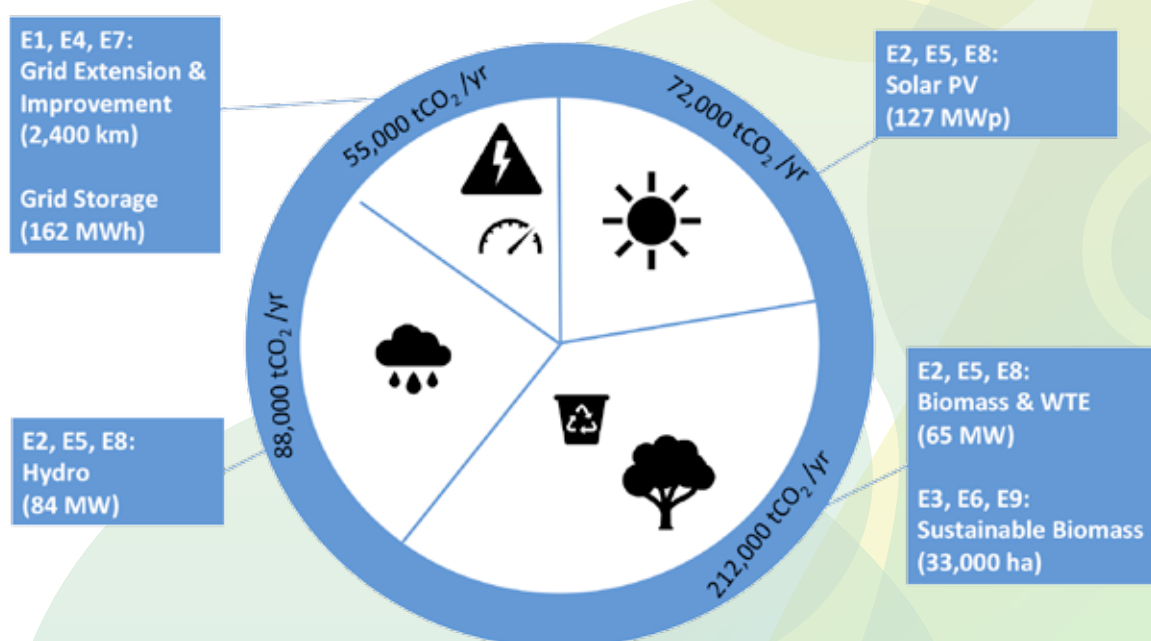 E1, E4, E7:
Grid Extension &
Improvement
(2,400 km)
Grid Storage
(162 MWh)
55,000 tCO₂ /yr
72,000 tCO₂ /yr
E2, E5, E8:
Solar PV
(127 MWp)
88,000 tCO₂ /yr
E2, E5, E8:
Hydro
(84 MW)
212,000 tCO₂ /yr
E2, E5, E8:
Biomass & WTE
(65 MW)
E3, E6, E9:
Sustainable Biomass
(33,000 ha)